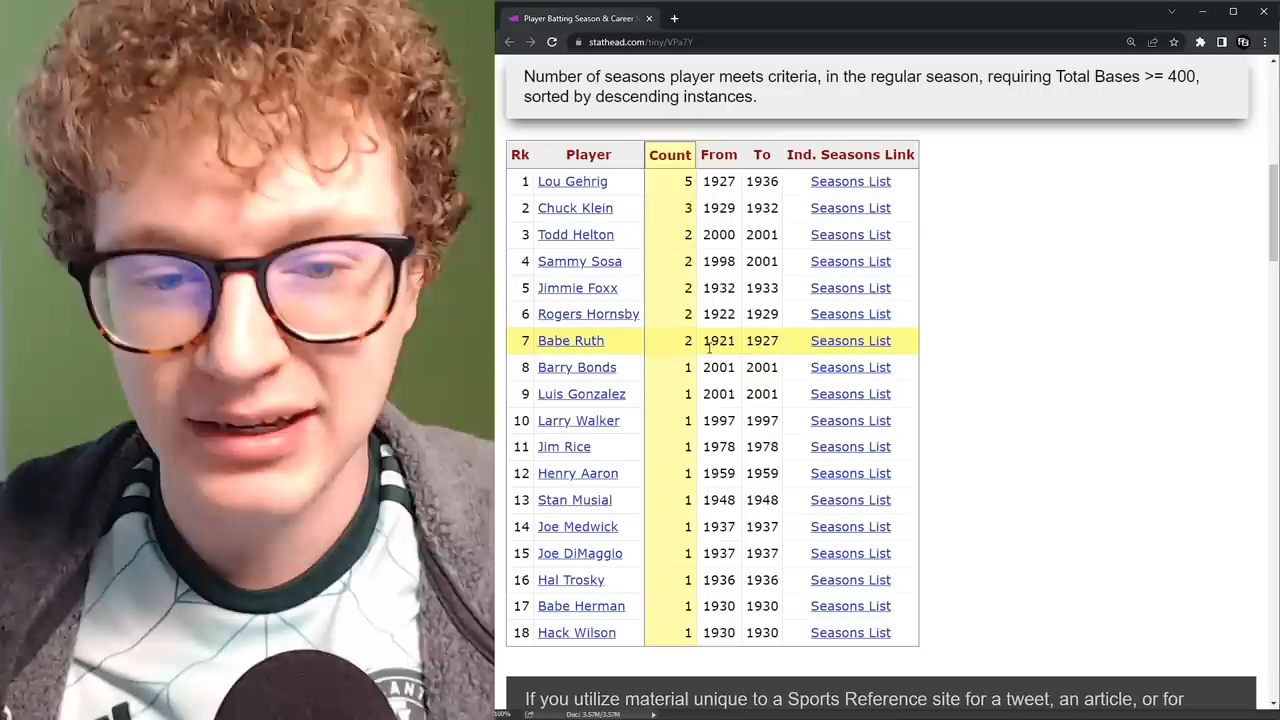 Player Batting Season & Career
stathead.com/tiny/VPa7Y
Number of seasons player meets criteria, in the regular season, requiring Total Bases >= 400,
sorted by descending instances.
Rk Player Count From To Ind. Seasons Link
1 Lou Gehrig 5 1927 1936 Seasons List
2 Chuck Klein 3 1929 1932 Seasons List
3 Todd Helton 2 2000 2001 Seasons List
4 Sammy Sosa 2 1998 2001 Seasons List
5 Jimmie Foxx 2 1932 1933 Seasons List
6 Rogers Hornsby 2 1922 1929 Seasons List
7 Babe Ruth 2 1921 1927 Seasons List
8 Barry Bonds 1 2001 2001 Seasons List
9 Luis Gonzalez 1 2001 2001 Seasons List
10 Larry Walker 1 1997 1997 Seasons List
11 Jim Rice 1 1978 1978 Seasons List
12 Henry Aaron 1 1959 1959 Seasons List
13 Stan Musial 1 1948 1948 Seasons List
14 Joe Medwick 1 1937 1937 Seasons List
15 Joe DiMaggio 1 1937 1937 Seasons List
16 Hal Trosky 1 1936 1936 Seasons List
17 Babe Herman 1 1930 1930 Seasons List
18 Hack Wilson 1 1930 1930 Seasons List
If you utilize material unique to a Sports Reference site for a tweet, an article, or for
100% Doc: 3.57M/3.57M